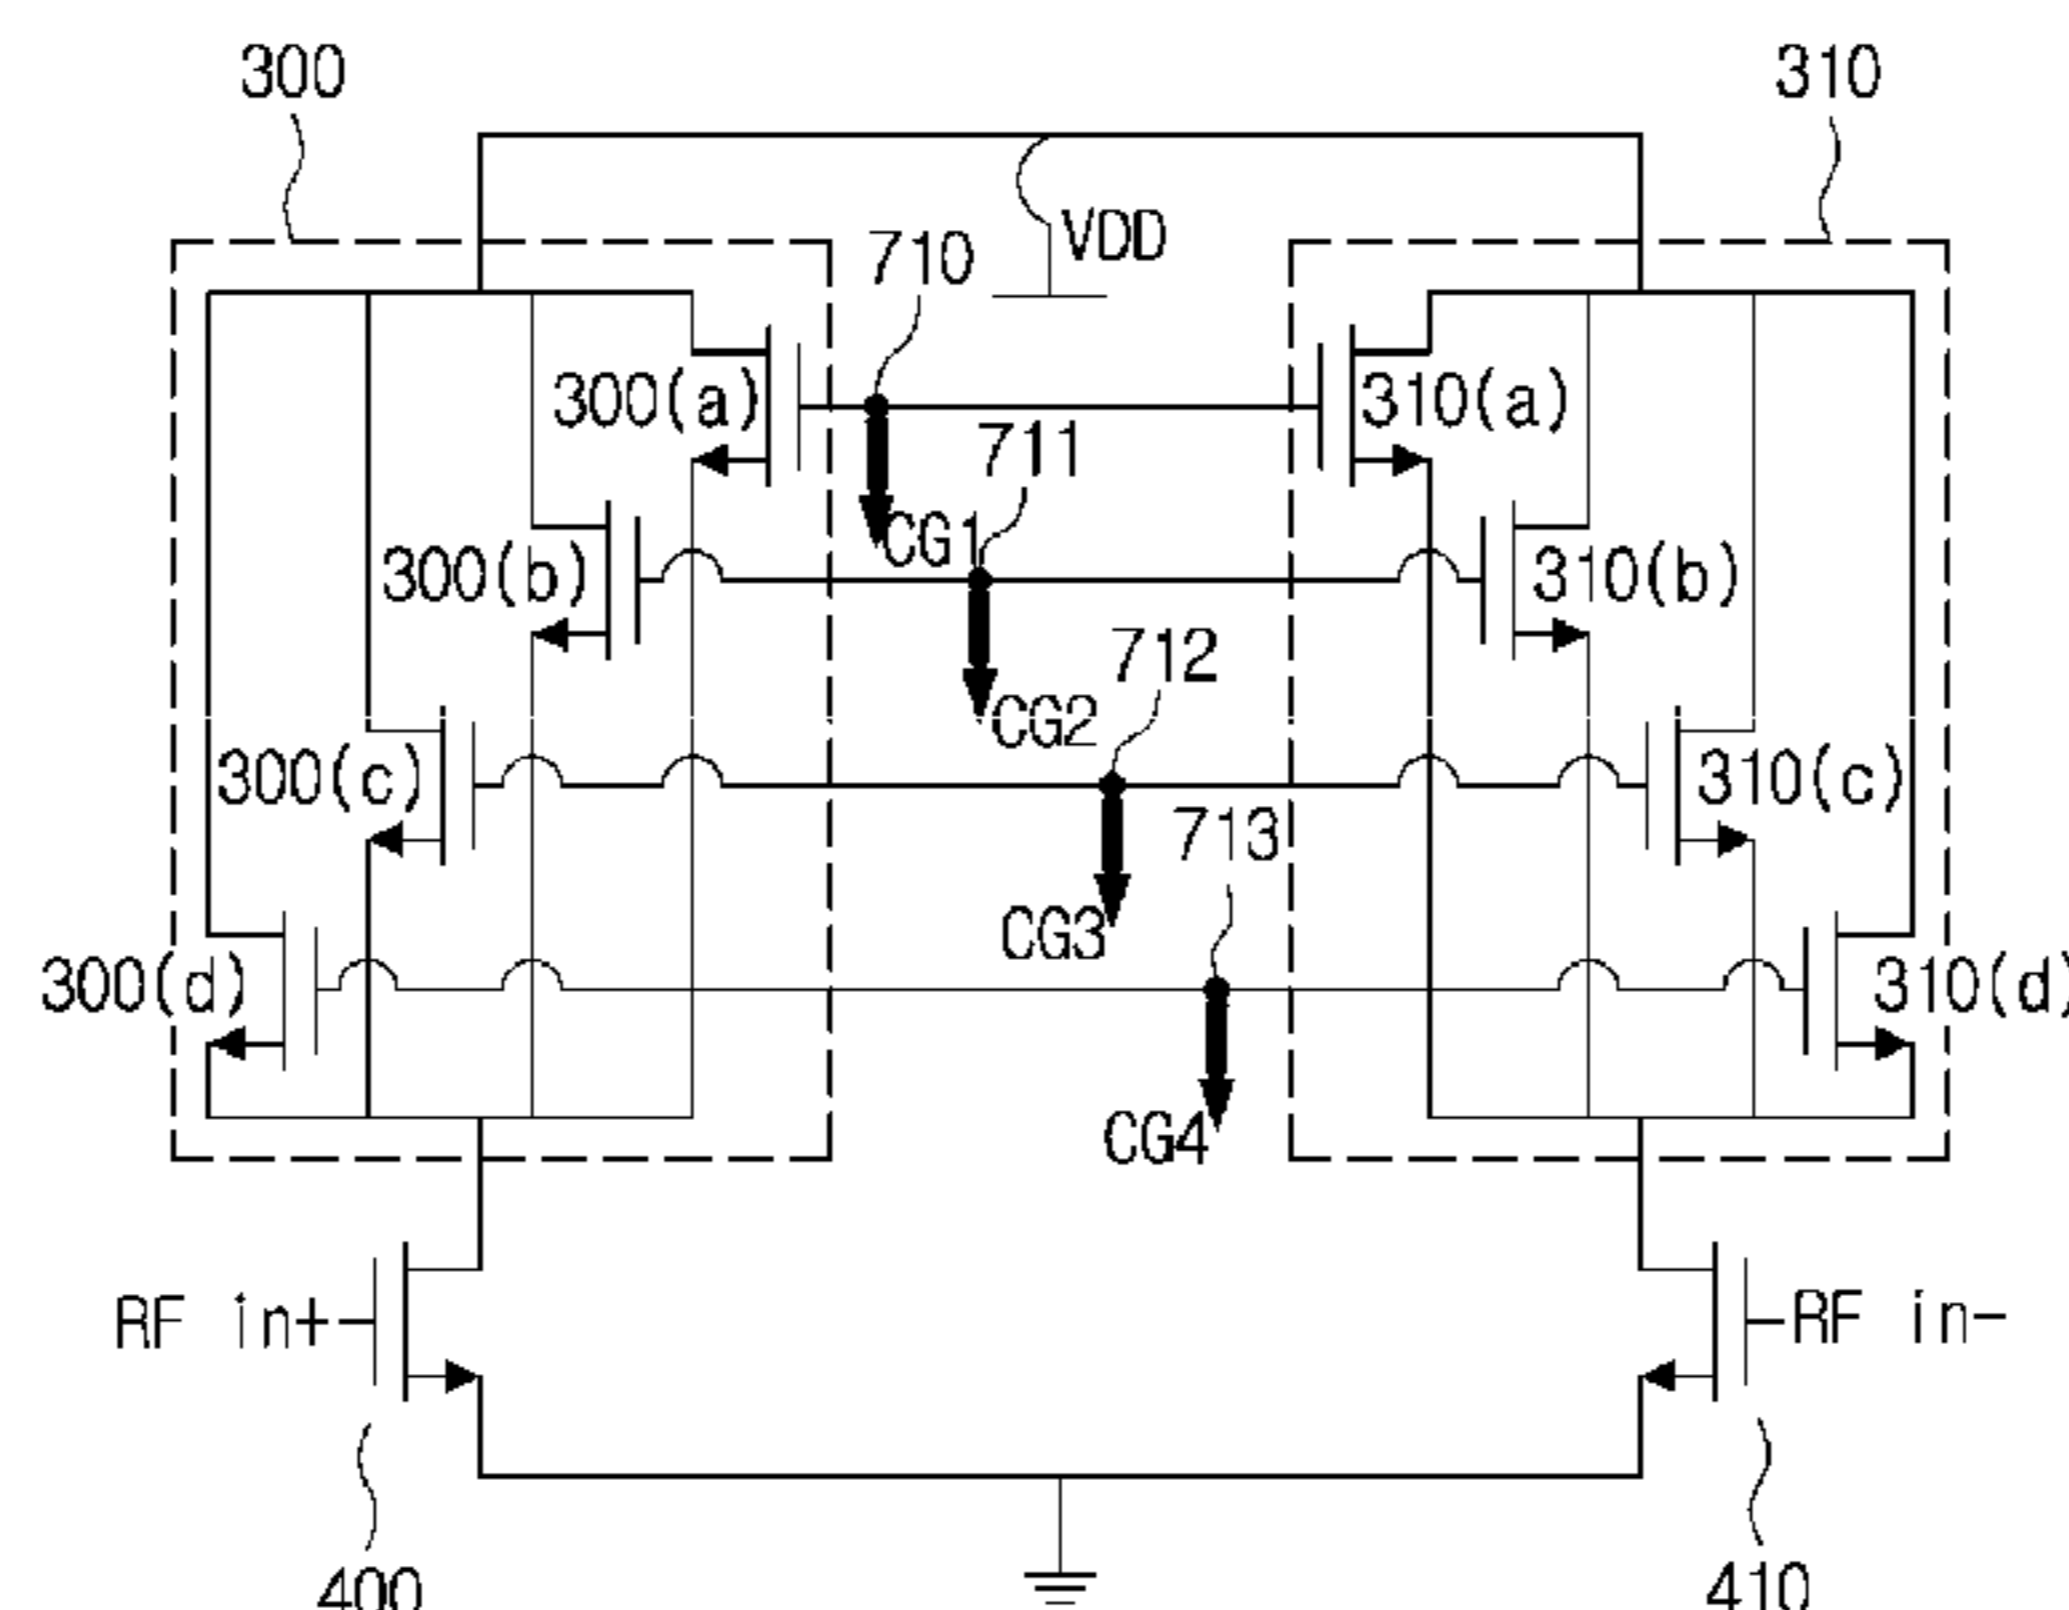 300
310
VDD
710
300(a)
310(a)
711
CG1
300(b)
310(b)
712
CG2
300(c)
310(c)
713
CG3
300(d)
310(d)
CG4
RF in+
RF in-
400
410